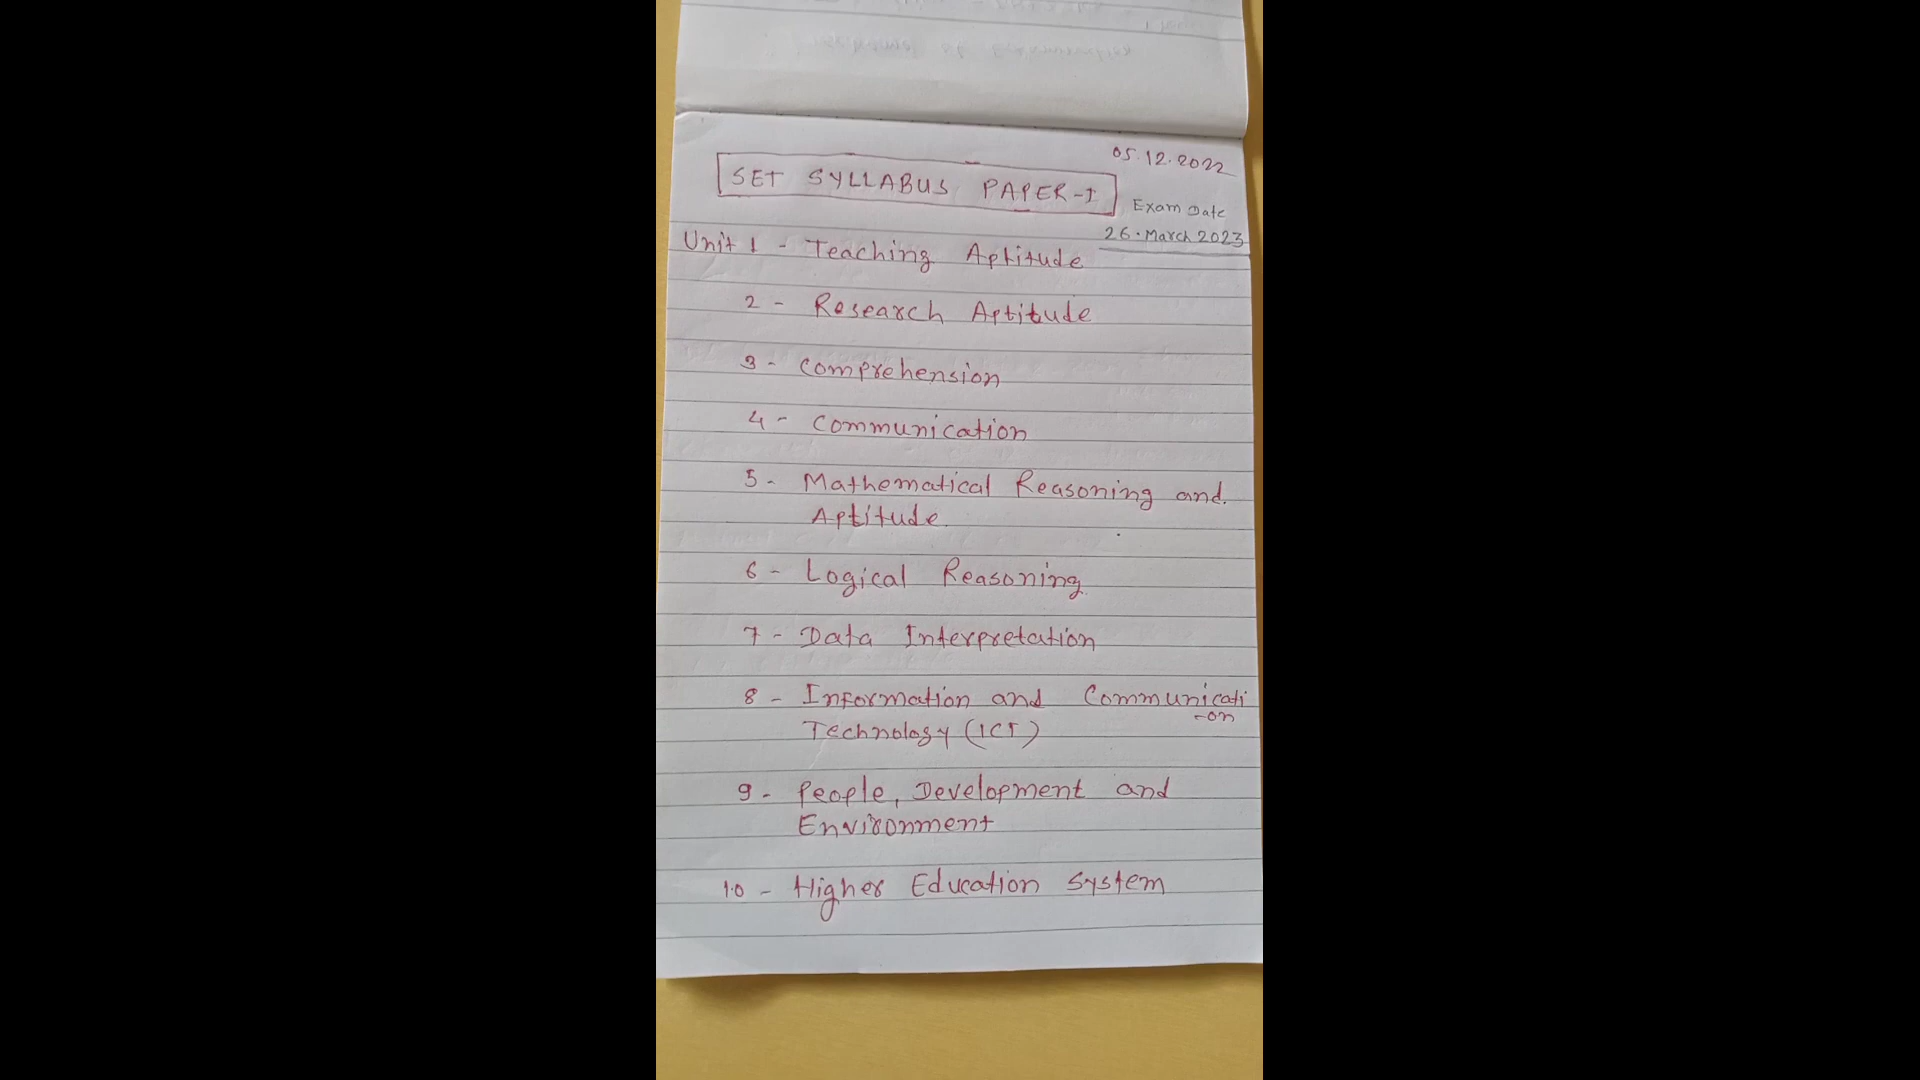 05.12.2022
SET SYLLABUS PAPER-I
Exam Date
26.March 2023
Unit 1 - Teaching Aptitude
2 - Research Aptitude
3 - Comprehension
4 - Communication
5 - Mathematical Reasoning and
Aptitude
6 - Logical Reasoning
7 - Data Interpretation
8 - Information and Communicati
-on
Technology (ICT)
9 - People, Development and
Environment
10 - Higher Education System